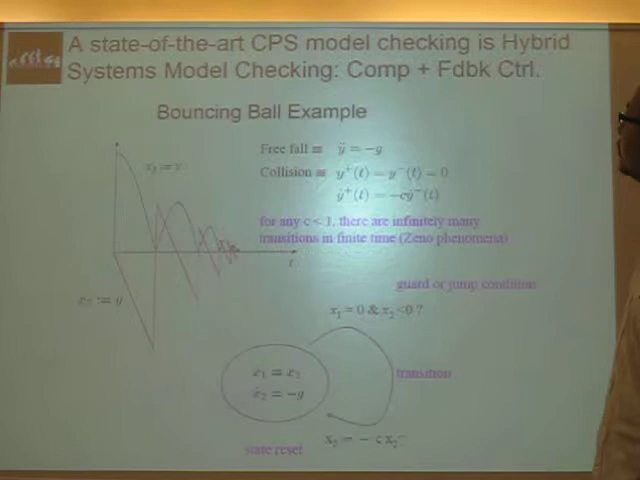 A state-of-the-art CPS model checking is Hybrid
Systems Model Checking: Comp + Fdbk Ctrl.
Bouncing Ball Example
Free fall ≡ ÿ = -g
Collision ≡ y⁺(t) = y⁻(t) = 0
ẏ⁺(t) = -cẏ⁻(t)
for any c < 1, there are infinitely many
transitions in finite time (Zeno phenomena)
t
guard or jump condition
x₁ = 0 & x₂ <0 ?
= x₂
ẋ₂ = -g
transition
x₂ = - c x₂⁻
state reset